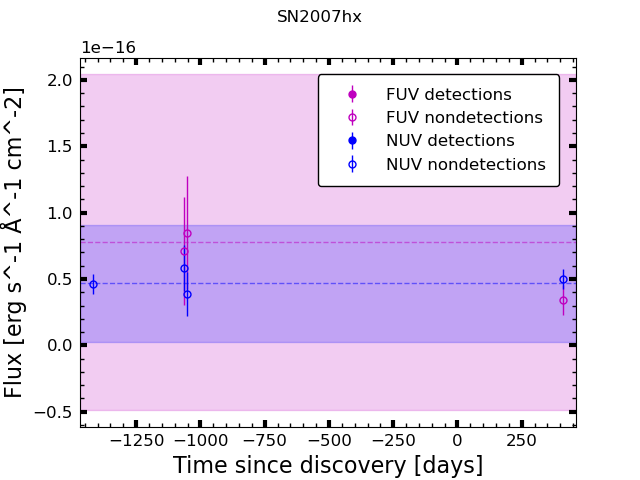 SN2007hx
1e−16
FUV detections
FUV nondetections
NUV detections
NUV nondetections
2.0
1.5
1.0
0.5
0.0
−0.5
Flux [erg s^-1 Å^-1 cm^-2]
−1250 −1000 −750 −500 −250 0 250
Time since discovery [days]